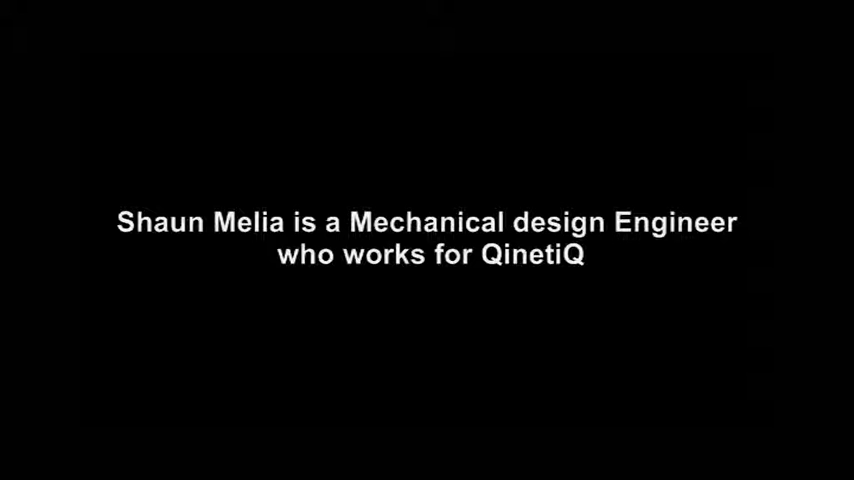 Shaun Melia is a Mechanical design Engineer
who works for QinetiQ